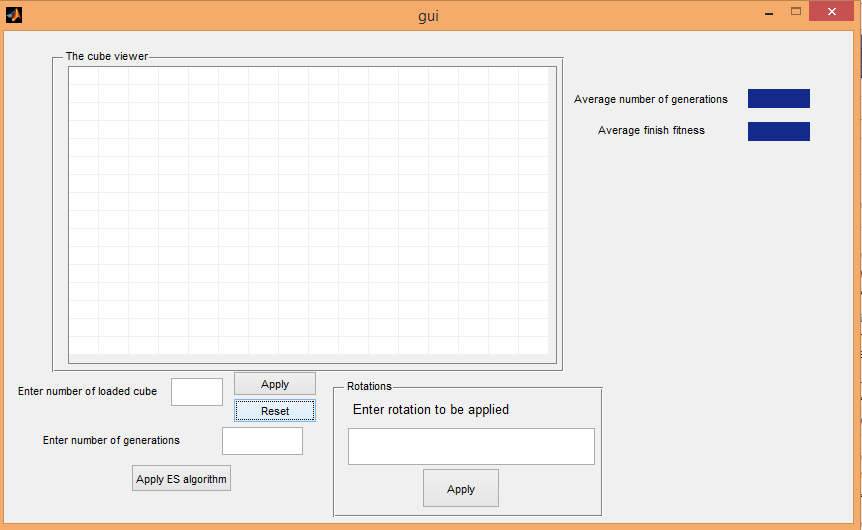 gui
The cube viewer
Average number of generations
Average finish fitness
Enter number of loaded cube
Apply
Reset
Enter number of generations
Apply ES algorithm
Rotations
Enter rotation to be applied
Apply